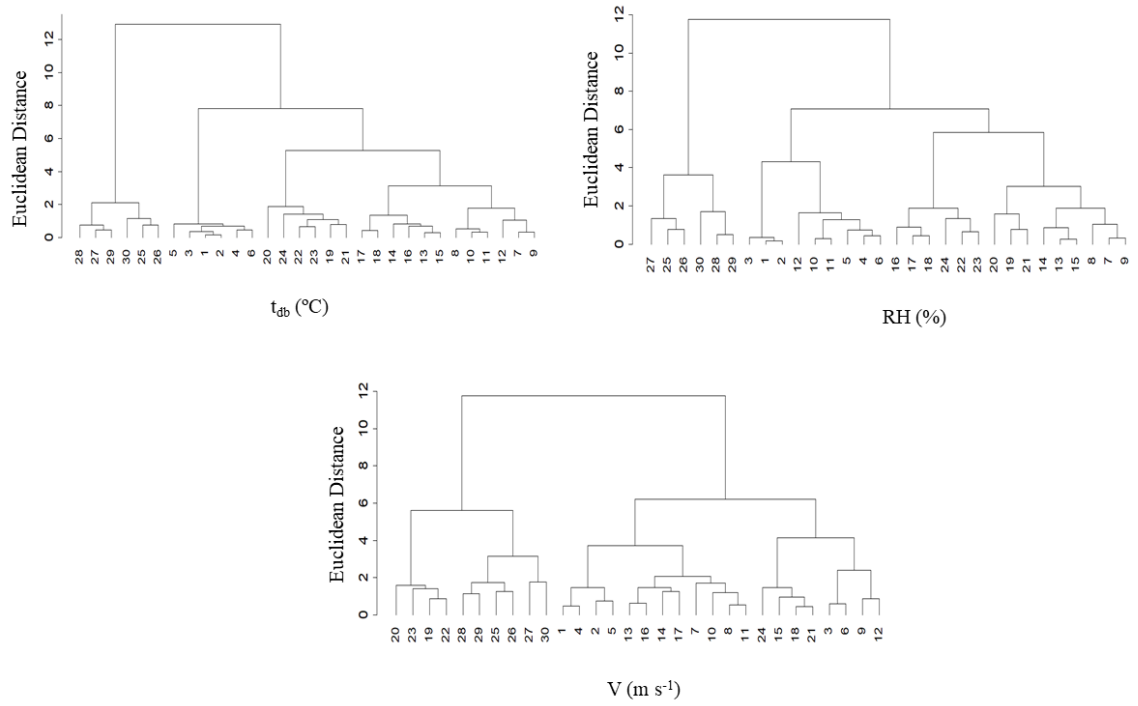 Euclidean Distance
0 2 4 6 8 10 12
28 27 29 30 25 26 5 3 1 2 4 6 20 24 22 23 19 21 17 18 14 16 13 15 8 10 11 12 7 9
tdb (ºC)
Euclidean Distance
0 2 4 6 8 10 12
27 25 26 30 28 29 3 1 2 12 10 11 5 4 6 16 17 18 24 22 23 20 19 21 14 13 15 8 7 9
RH (%)
Euclidean Distance
0 2 4 6 8 10 12
20 23 19 22 28 29 25 26 27 30 1 4 2 5 13 16 14 17 7 10 8 11 24 15 18 21 3 6 9 12
V (m s-1)